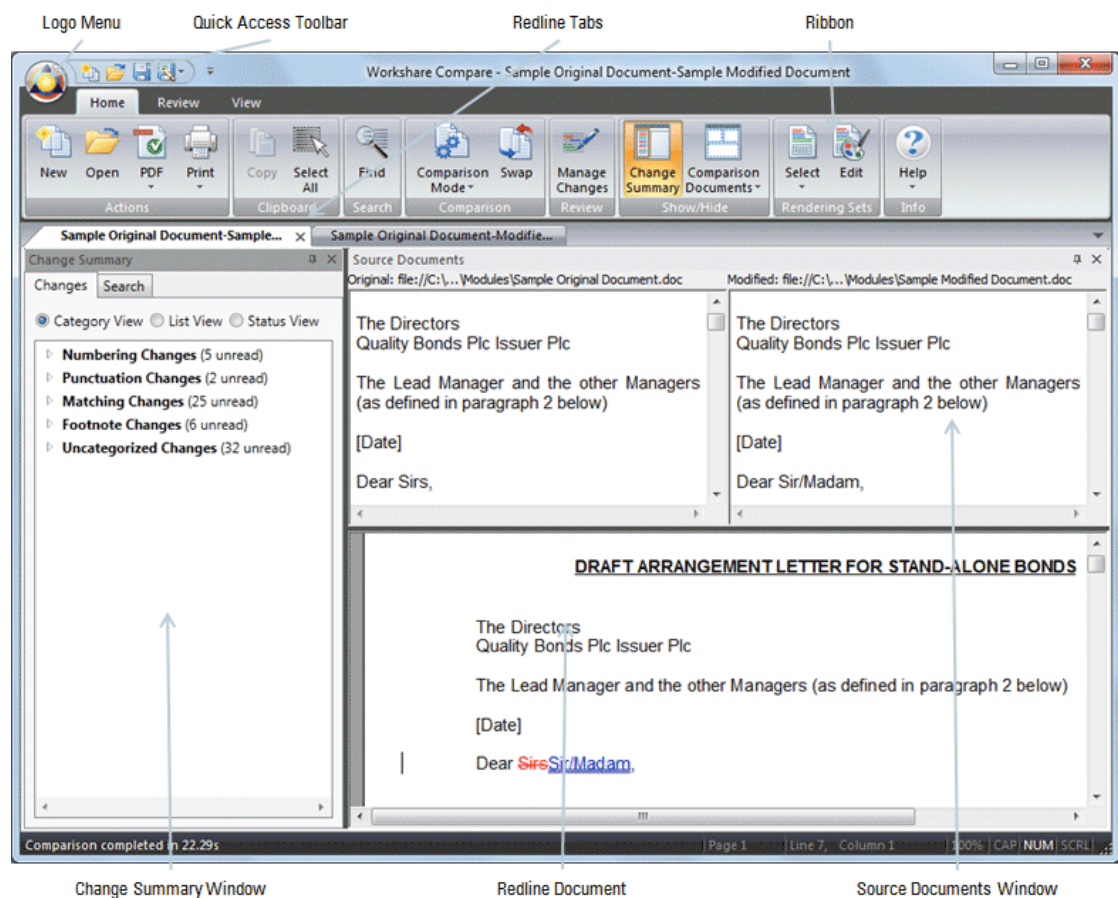 Logo Menu Quick Access Toolbar Redline Tabs Ribbon
Workshare Compare - Sample Original Document-Sample Modified Document
Home Review View
New Open PDF Print Copy Select All Find Comparison Mode Swap Manage Changes Change Summary Comparison Documents Select Edit Help
Actions Clipboard Search Comparison Review Show/Hide Rendering Sets Info
Sample Original Document-Sample... Sample Original Document-Modifie...
Change Summary
Changes Search
Category View List View Status View
Numbering Changes (5 unread)
Punctuation Changes (2 unread)
Matching Changes (25 unread)
Footnote Changes (6 unread)
Uncategorized Changes (32 unread)
Source Documents
Original: file://C:\... \Modules\Sample Original Document.doc
The Directors
Quality Bonds Plc Issuer Plc
The Lead Manager and the other Managers
(as defined in paragraph 2 below)
[Date]
Dear Sirs,
Modified: file://C:\... \Modules\Sample Modified Document.doc
The Directors
Quality Bonds Plc Issuer Plc
The Lead Manager and the other Managers
(as defined in paragraph 2 below)
[Date]
Dear Sir/Madam,
DRAFT ARRANGEMENT LETTER FOR STAND-ALONE BONDS
The Directors
Quality Bonds Plc Issuer Plc
The Lead Manager and the other Managers (as defined in paragraph 2 below)
[Date]
Dear SirsSir/Madam,
Comparison completed in 22.29s Page 1 Line 7, Column 1 100% CAP NUM SCRL
Change Summary Window Redline Document Source Documents Window